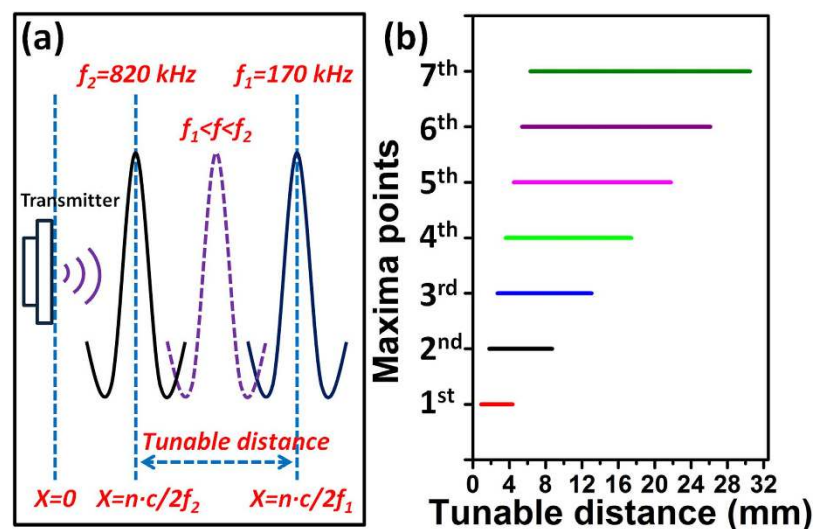 (a)
f₂=820 kHz
f₁=170 kHz
f₁<f<f₂
Transmitter
Tunable distance
X=0
X=n·c/2f₂
X=n·c/2f₁
(b)
Maxima points
7th
6th
5th
4th
3rd
2nd
1st
0 4 8 12 16 20 24 28 32
Tunable distance (mm)